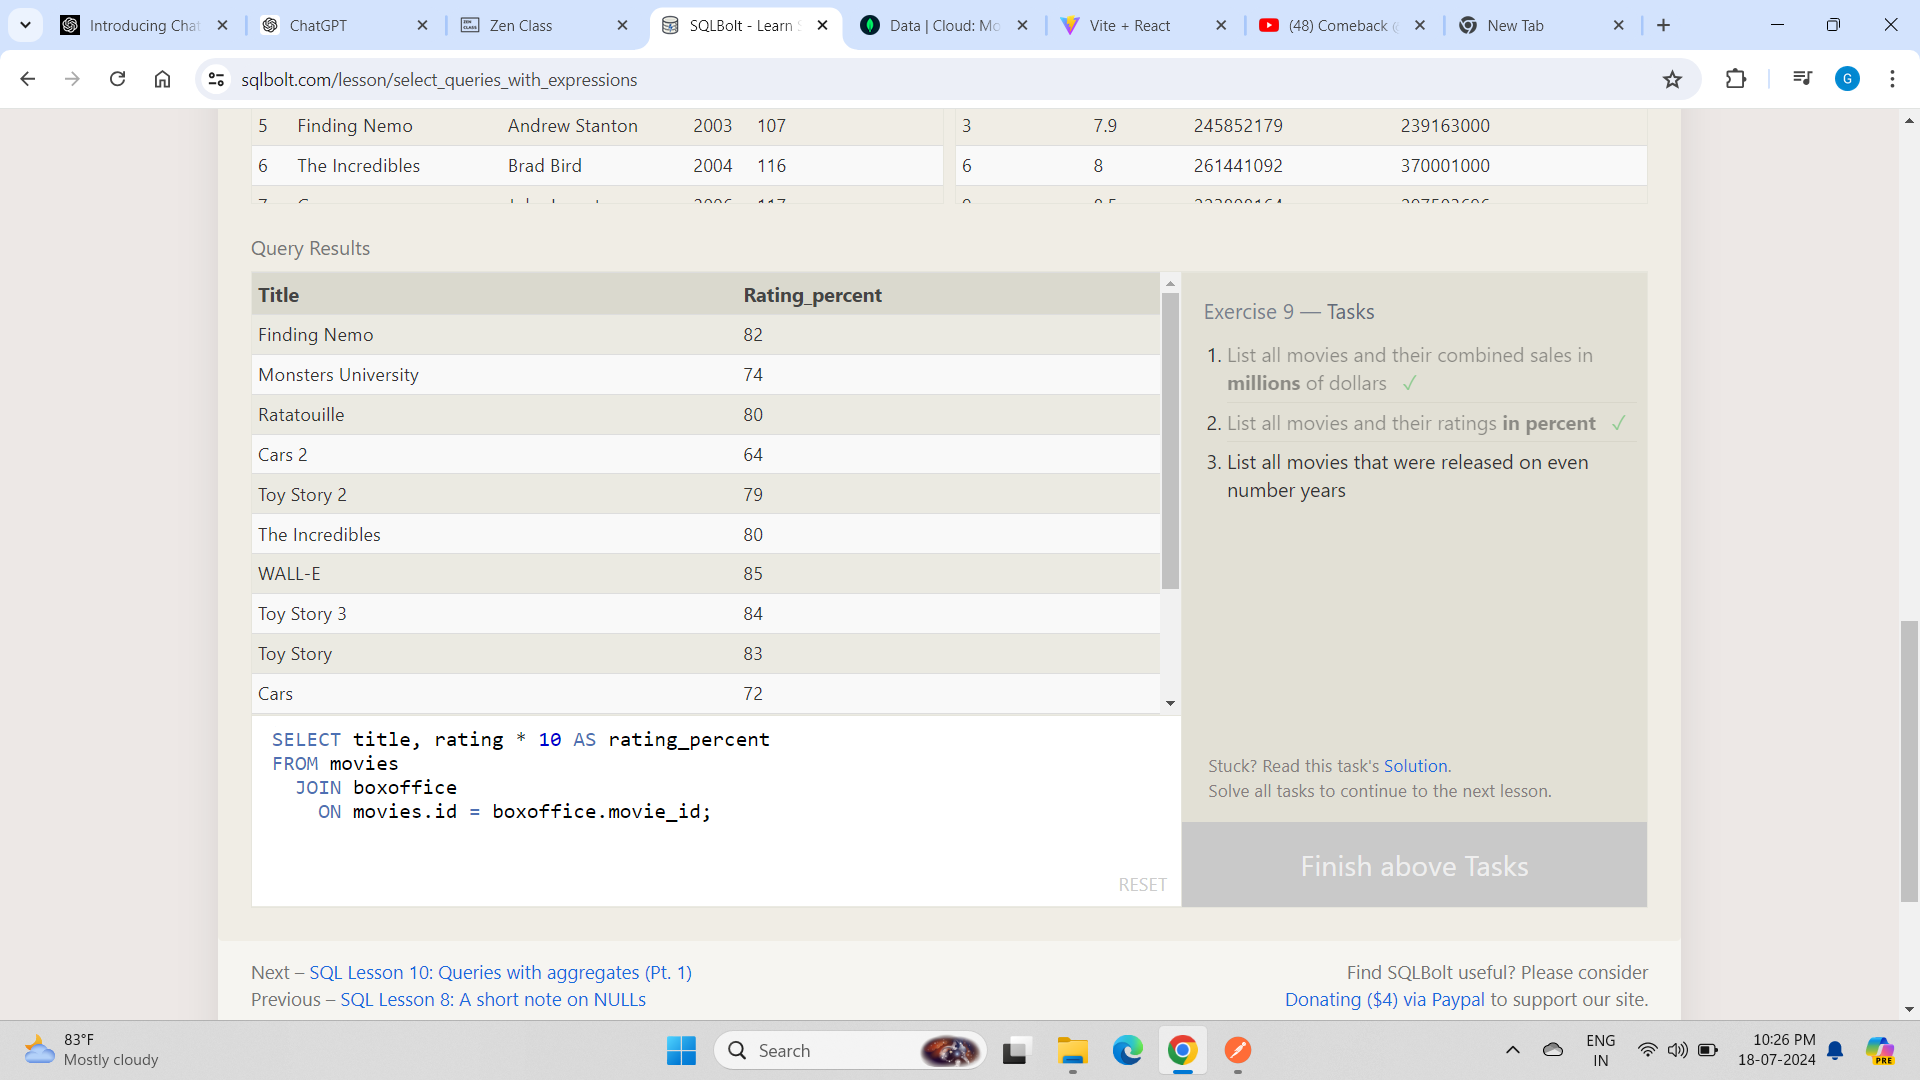 Introducing Chat
ChatGPT
Zen Class
SQLBolt - Learn S
Data | Cloud: Mo
Vite + React
(48) Comeback
New Tab
sqlbolt.com/lesson/select_queries_with_expressions
G
5 Finding Nemo Andrew Stanton 2003 107
3 7.9 245852179 239163000
6 The Incredibles Brad Bird 2004 116
6 8 261441092 370001000
Query Results
Title Rating_percent
Finding Nemo 82
Monsters University 74
Ratatouille 80
Cars 2 64
Toy Story 2 79
The Incredibles 80
WALL-E 85
Toy Story 3 84
Toy Story 83
Cars 72
SELECT title, rating * 10 AS rating_percent
FROM movies
JOIN boxoffice
ON movies.id = boxoffice.movie_id;
RESET
Exercise 9 — Tasks
1. List all movies and their combined sales in
millions of dollars ✓
2. List all movies and their ratings in percent ✓
3. List all movies that were released on even
number years
Stuck? Read this task's Solution.
Solve all tasks to continue to the next lesson.
Finish above Tasks
Next – SQL Lesson 10: Queries with aggregates (Pt. 1)
Previous – SQL Lesson 8: A short note on NULLs
Find SQLBolt useful? Please consider
Donating ($4) via Paypal to support our site.
83°F
Mostly cloudy
Search
ENG
IN
10:26 PM
18-07-2024
PRE